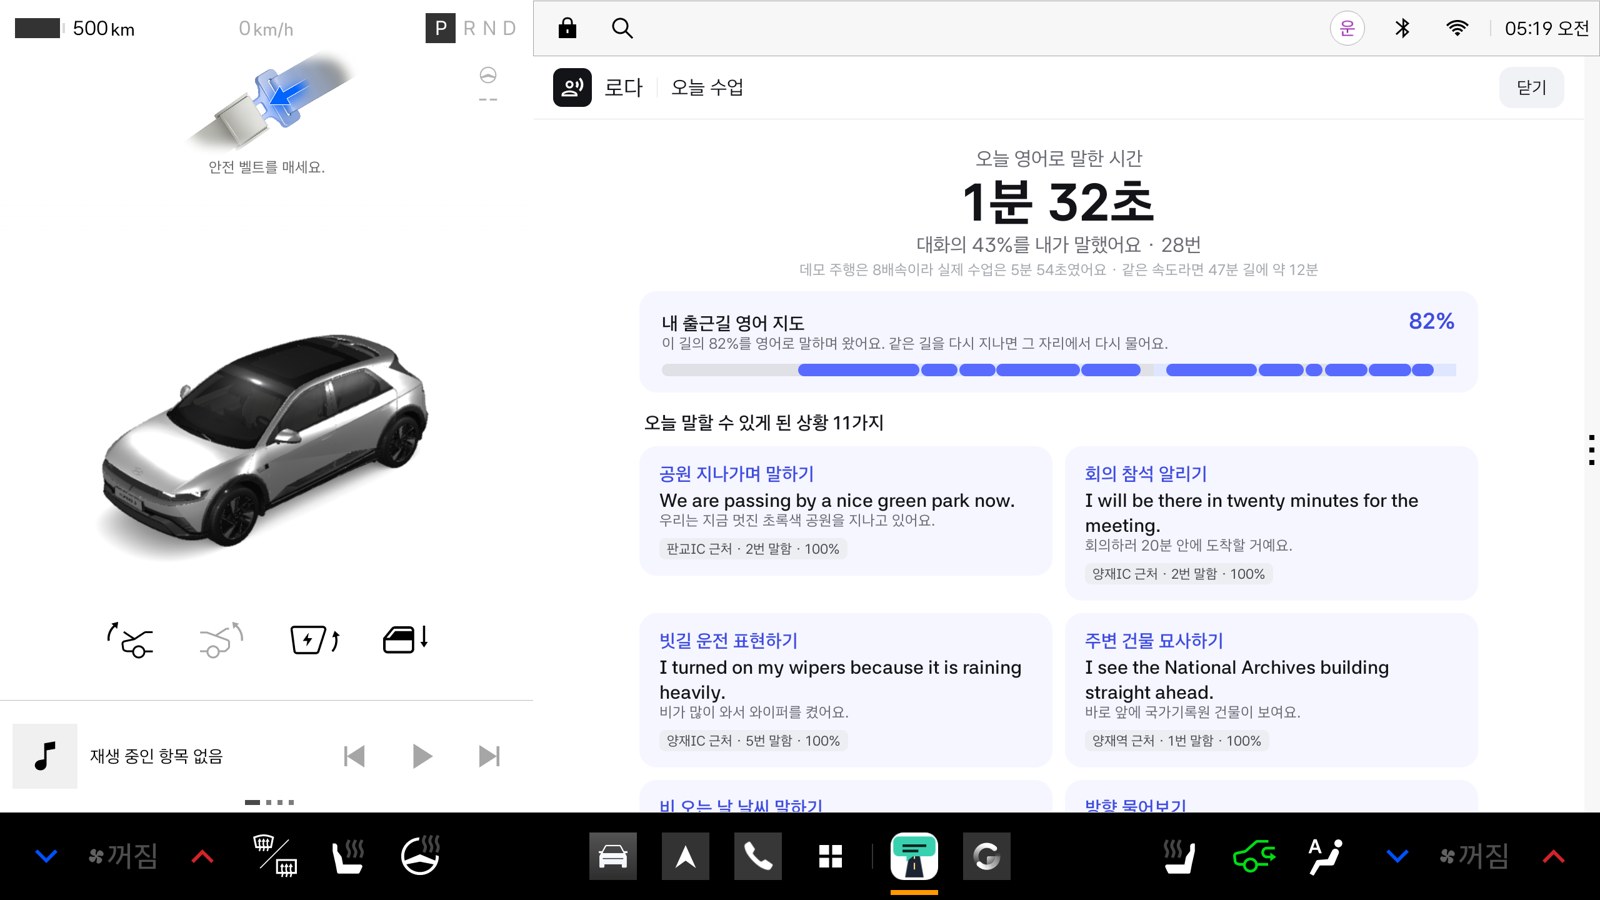 500 km
0 km/h
P R N D
안전 벨트를 매세요.
재생 중인 항목 없음
운
05:19 오전
로다
오늘 수업
닫기
오늘 영어로 말한 시간
1분 32초
대화의 43%를 내가 말했어요 · 28번
데모 주행은 8배속이라 실제 수업은 5분 54초였어요 · 같은 속도라면 47분 길에 약 12분
내 출근길 영어 지도
82%
이 길의 82%를 영어로 말하며 왔어요. 같은 길을 다시 지나면 그 자리에서 다시 물어요.
오늘 말할 수 있게 된 상황 11가지
공원 지나가며 말하기
We are passing by a nice green park now.
우리는 지금 멋진 초록색 공원을 지나고 있어요.
판교IC 근처 · 2번 말함 · 100%
회의 참석 알리기
I will be there in twenty minutes for the
meeting.
회의하러 20분 안에 도착할 거예요.
양재IC 근처 · 2번 말함 · 100%
빗길 운전 표현하기
I turned on my wipers because it is raining
heavily.
비가 많이 와서 와이퍼를 켰어요.
양재IC 근처 · 5번 말함 · 100%
주변 건물 묘사하기
I see the National Archives building
straight ahead.
바로 앞에 국가기록원 건물이 보여요.
양재역 근처 · 1번 말함 · 100%
비 오는 날 날씨 말하기
방향 물어보기
꺼짐
A
꺼짐